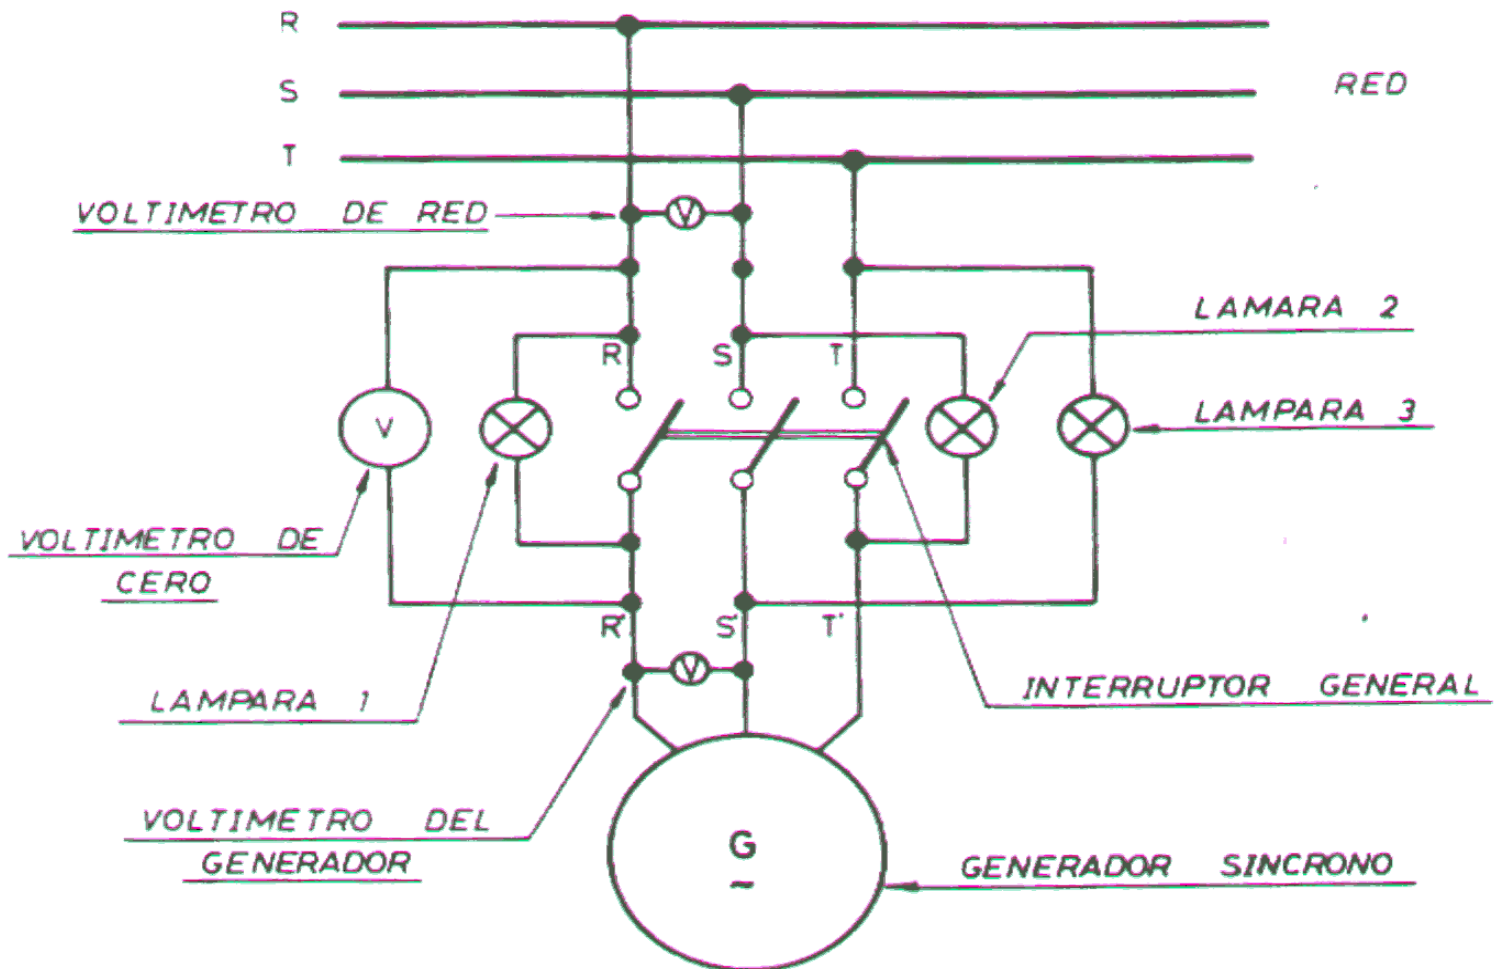 R
S
RED
T
VOLTIMETRO DE RED
V
LAMARA 2
R S T
V
LAMPARA 3
VOLTIMETRO DE
CERO
R' S' T'
V
LAMPARA 1
INTERRUPTOR GENERAL
VOLTIMETRO DEL
GENERADOR
G
~
GENERADOR SINCRONO